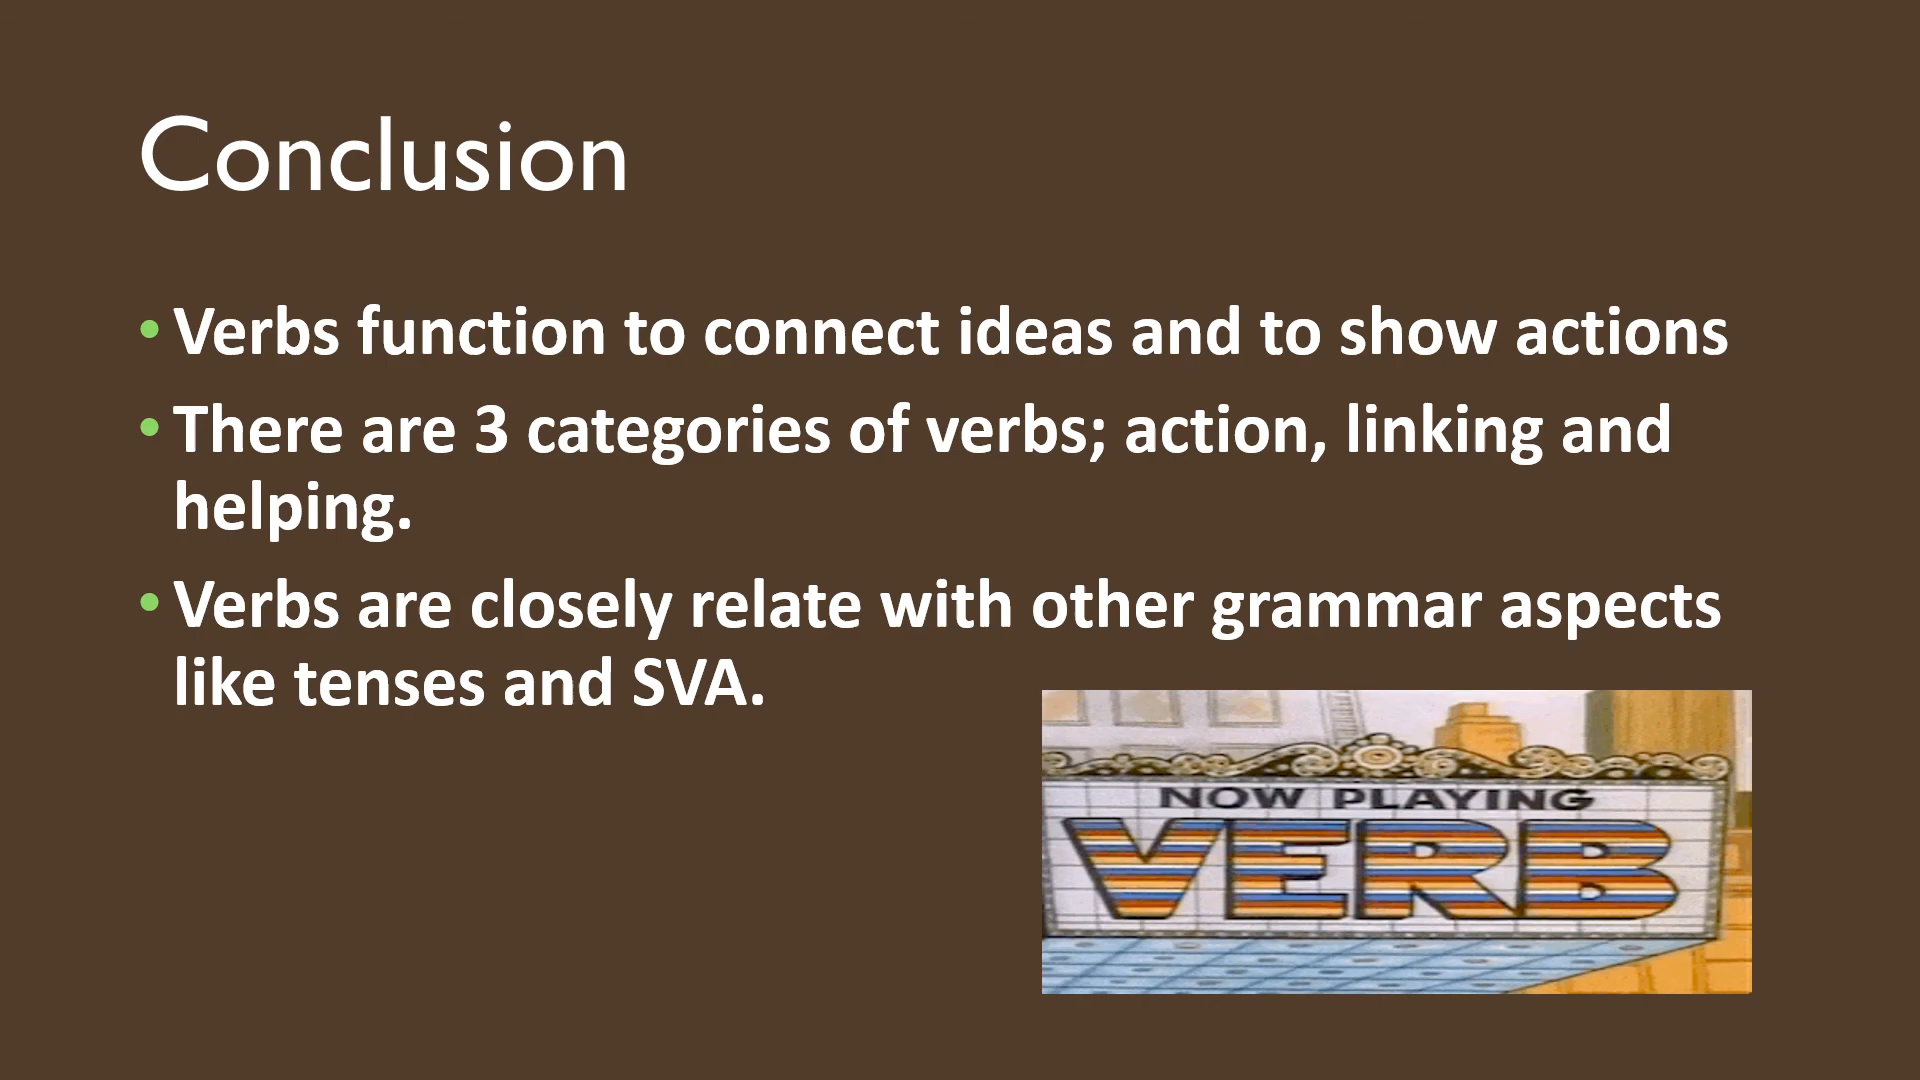 Conclusion
• Verbs function to connect ideas and to show actions
• There are 3 categories of verbs; action, linking and
helping.
• Verbs are closely relate with other grammar aspects
like tenses and SVA.
NOW PLAYING
VERB